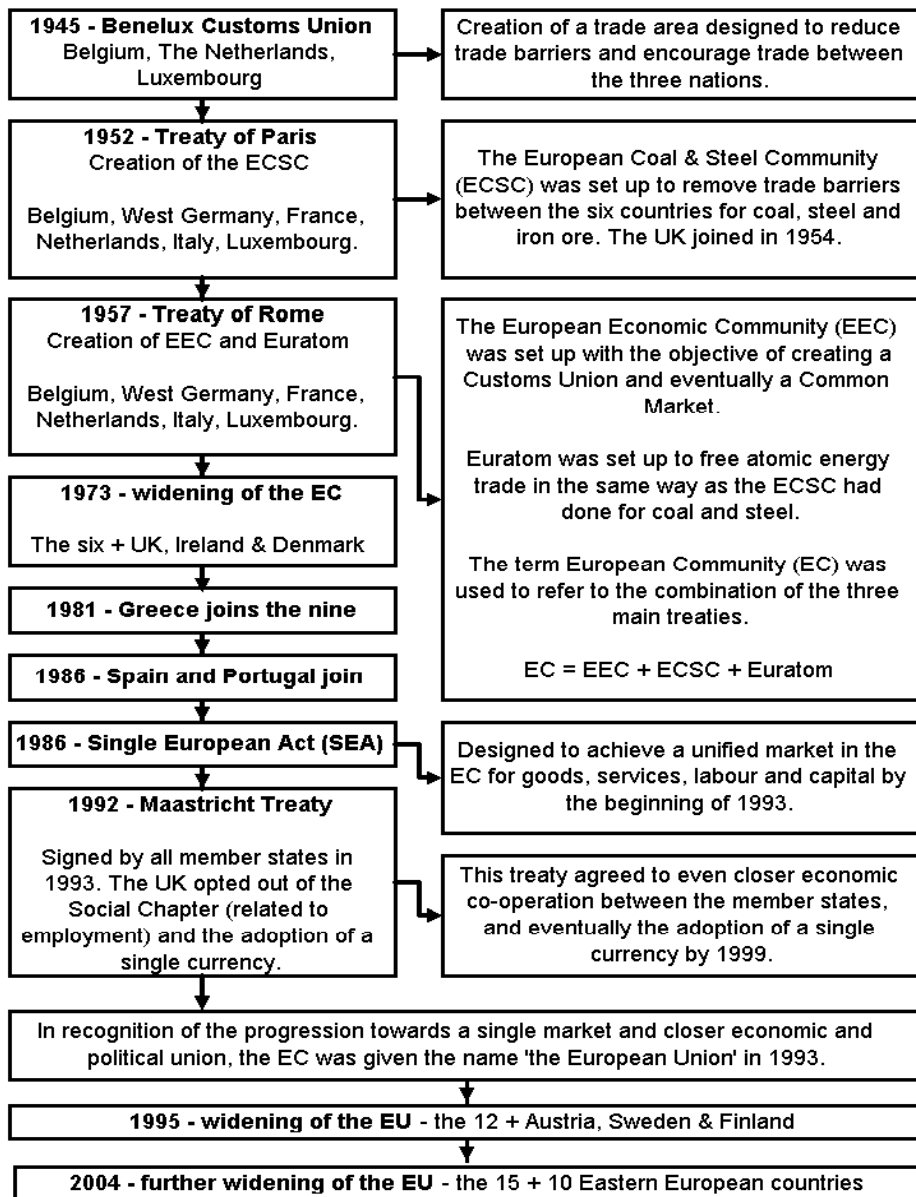 1945 - Benelux Customs Union
Belgium, The Netherlands,
Luxembourg
Creation of a trade area designed to reduce
trade barriers and encourage trade between
the three nations.
1952 - Treaty of Paris
Creation of the ECSC
Belgium, West Germany, France,
Netherlands, Italy, Luxembourg.
The European Coal & Steel Community
(ECSC) was set up to remove trade barriers
between the six countries for coal, steel and
iron ore. The UK joined in 1954.
1957 - Treaty of Rome
Creation of EEC and Euratom
Belgium, West Germany, France,
Netherlands, Italy, Luxembourg.
The European Economic Community (EEC)
was set up with the objective of creating a
Customs Union and eventually a Common
Market.
Euratom was set up to free atomic energy
trade in the same way as the ECSC had
done for coal and steel.
The term European Community (EC) was
used to refer to the combination of the three
main treaties.
EC = EEC + ECSC + Euratom
1973 - widening of the EC
The six + UK, Ireland & Denmark
1981 - Greece joins the nine
1986 - Spain and Portugal join
1986 - Single European Act (SEA)
Designed to achieve a unified market in the
EC for goods, services, labour and capital by
the beginning of 1993.
1992 - Maastricht Treaty
Signed by all member states in
1993. The UK opted out of the
Social Chapter (related to
employment) and the adoption of a
single currency.
This treaty agreed to even closer economic
co-operation between the member states,
and eventually the adoption of a single
currency by 1999.
In recognition of the progression towards a single market and closer economic and
political union, the EC was given the name 'the European Union' in 1993.
1995 - widening of the EU - the 12 + Austria, Sweden & Finland
2004 - further widening of the EU - the 15 + 10 Eastern European countries